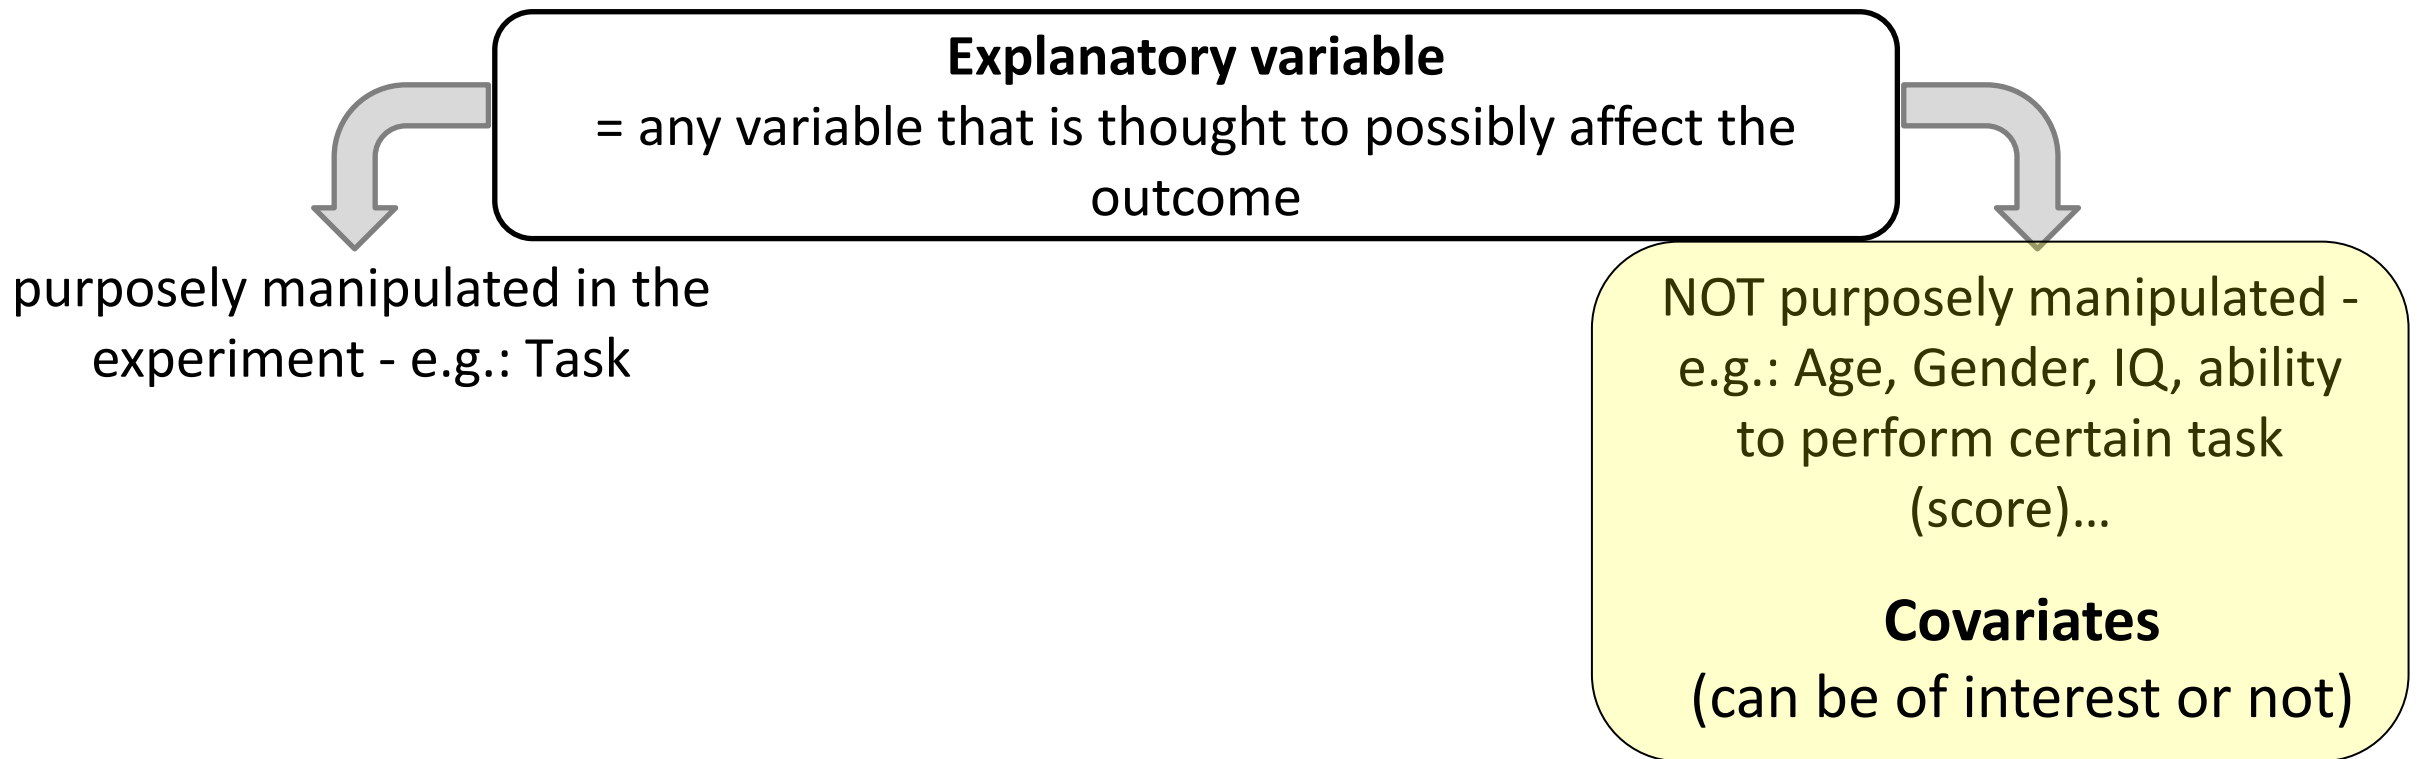 Explanatory variable
= any variable that is thought to possibly affect the
outcome
purposely manipulated in the
experiment - e.g.: Task
NOT purposely manipulated -
e.g.: Age, Gender, IQ, ability
to perform certain task
(score)…
Covariates
(can be of interest or not)